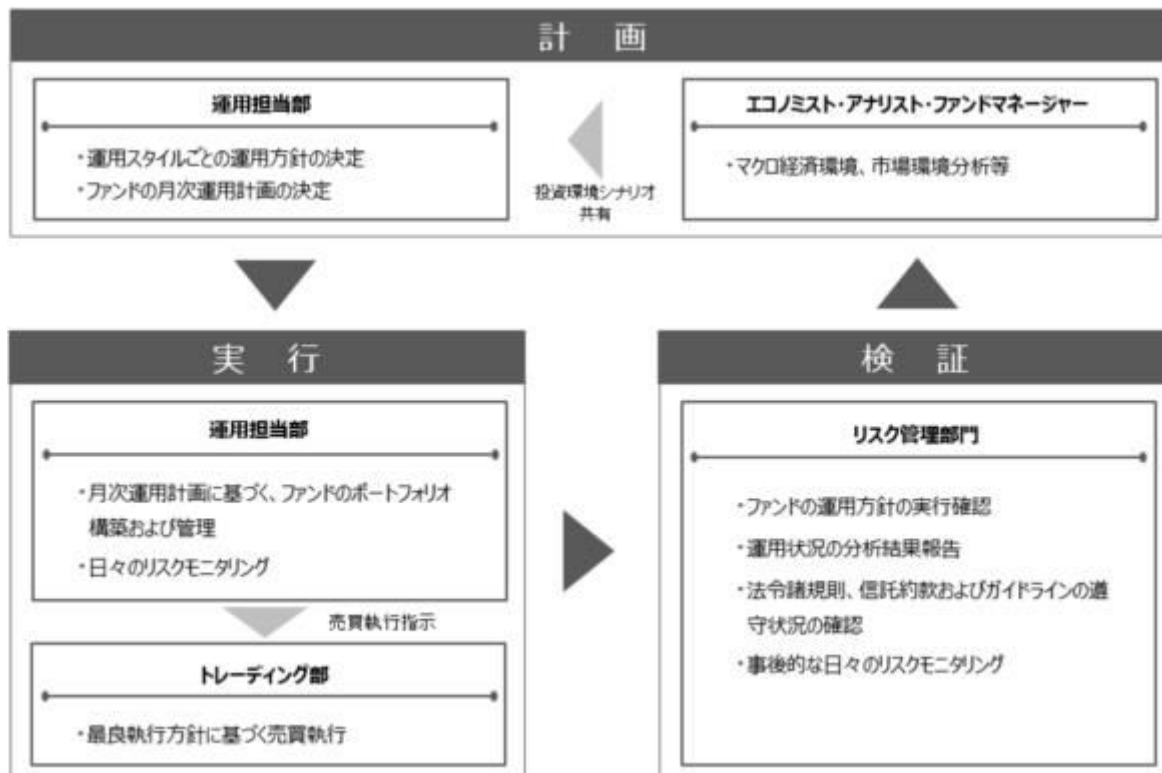 計 画
運用担当部
・運用スタイルごとの運用方針の決定
・ファンドの月次運用計画の決定
投資環境シナリオ
共有
エコノミスト・アナリスト・ファンドマネージャー
・マクロ経済環境、市場環境分析等
実 行
運用担当部
・月次運用計画に基づく、ファンドのポートフォリオ
構築および管理
・日々のリスクモニタリング
売買執行指示
トレーディング部
・最良執行方針に基づく売買執行
検 証
リスク管理部門
・ファンドの運用方針の実行確認
・運用状況の分析結果報告
・法令諸規則、信託約款およびガイドラインの遵
守状況の確認
・事後的な日々のリスクモニタリング